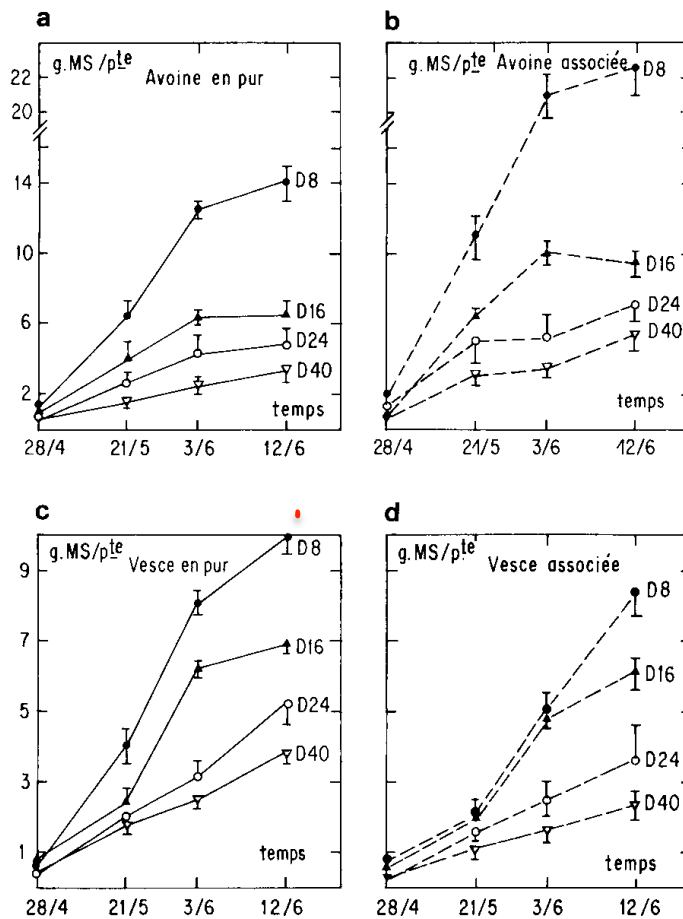 a
g.MS/pte
Avoine en pur
22
20
14
10
6
2
D8
D16
D24
D40
temps
28/4 21/5 3/6 12/6
b
g.MS/pte Avoine associée
D8
D16
D24
D40
temps
28/4 21/5 3/6 12/6
c
g.MS/pte
Vesce en pur
9
7
5
3
1
D8
D16
D24
D40
temps
28/4 21/5 3/6 12/6
d
g.MS/pte
Vesce associée
D8
D16
D24
D40
temps
28/4 21/5 3/6 12/6